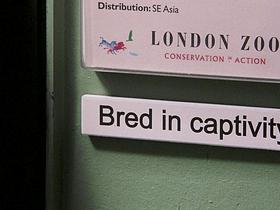 Distribution: SE Asia
LONDON ZOO
CONSERVATION IN ACTION
Bred in captivity